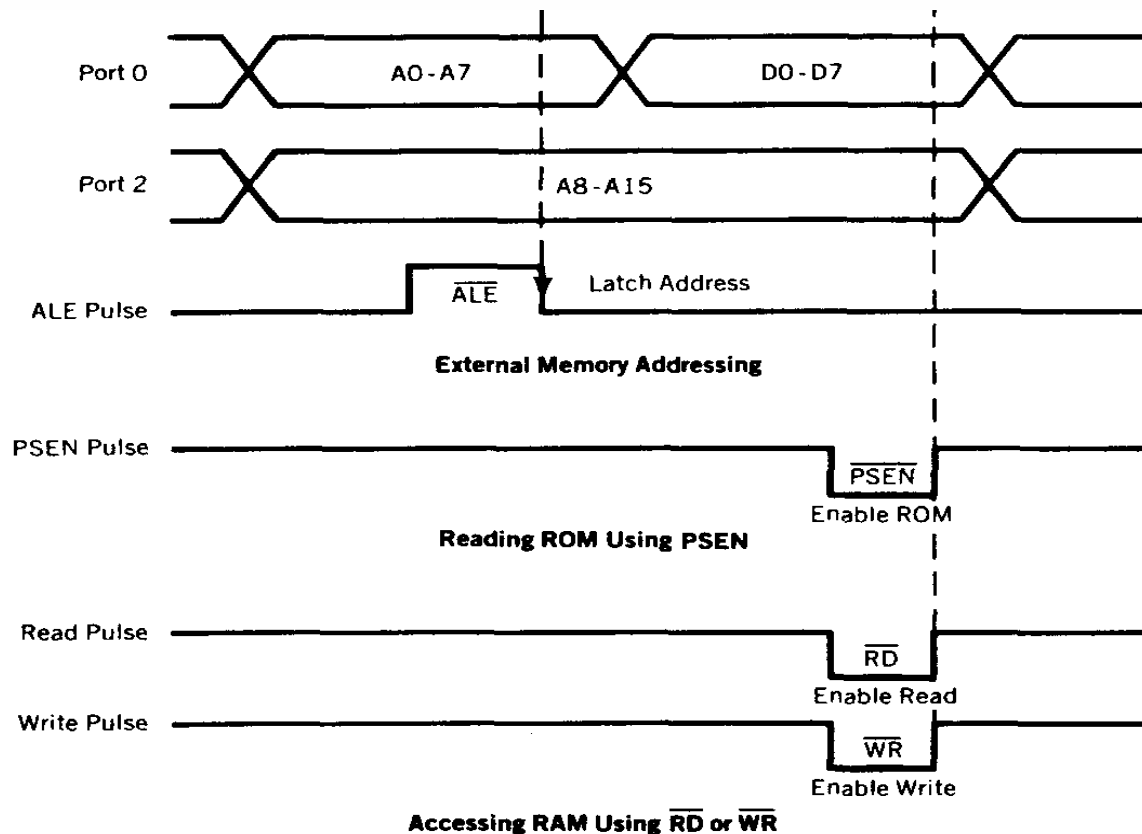 Port 0 A0-A7 D0-D7
Port 2 A8-A15
ALE Pulse ALE Latch Address
External Memory Addressing
PSEN Pulse PSEN
Enable ROM
Reading ROM Using PSEN
Read Pulse RD
Enable Read
Write Pulse WR
Enable Write
Accessing RAM Using RD or WR